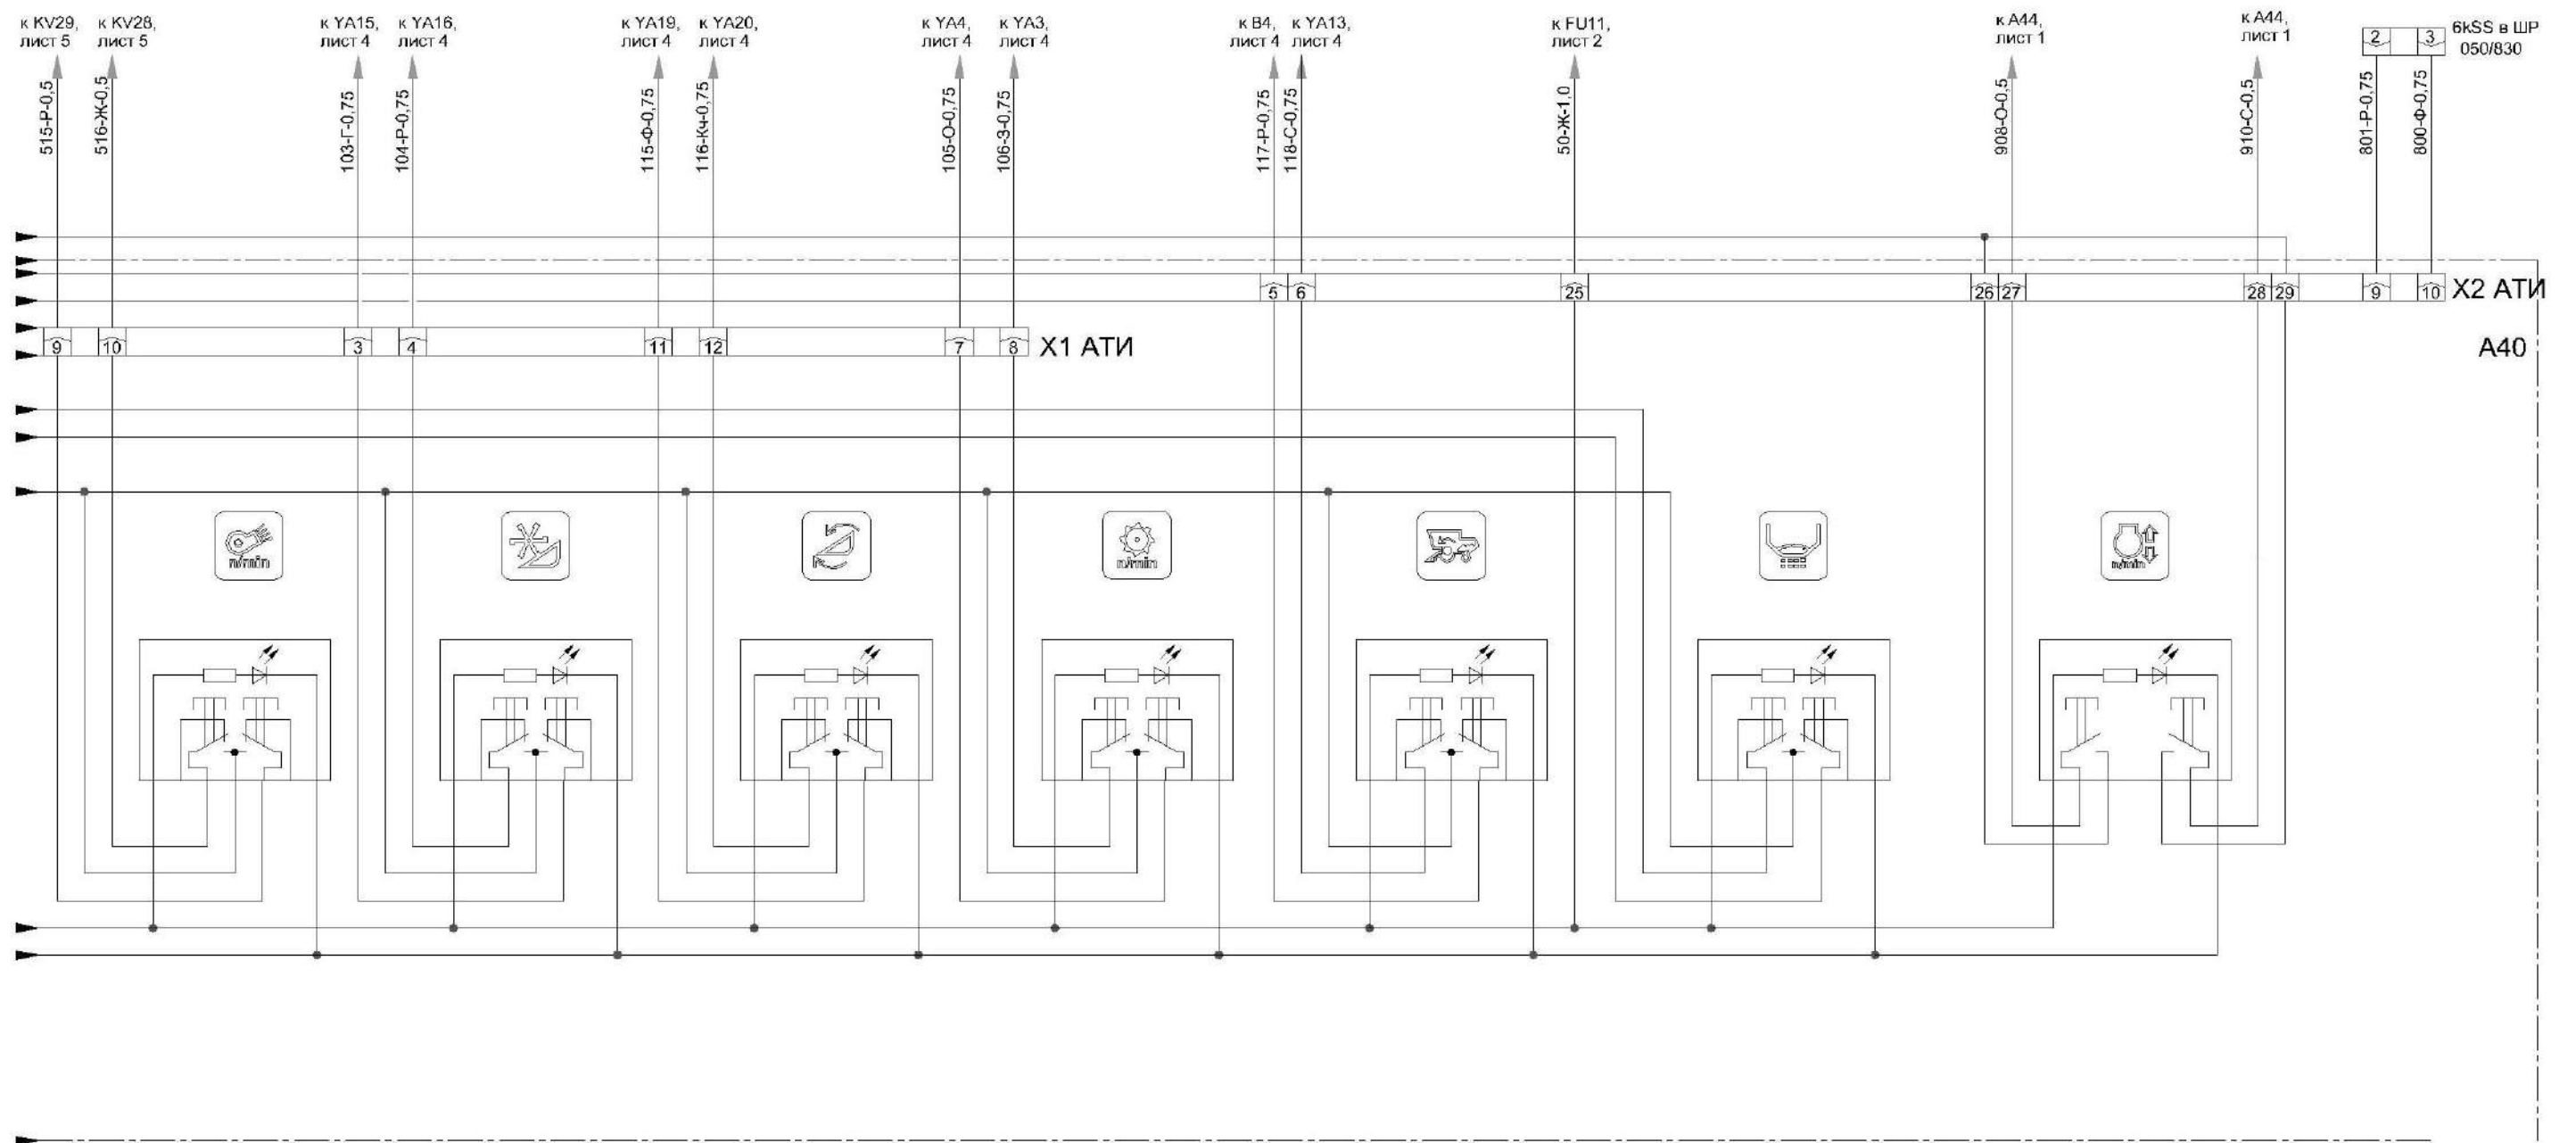 к KV29,
лист 5
к KV28,
лист 5
к YA15,
лист 4
к YA16,
лист 4
к YA19,
лист 4
к YA20,
лист 4
к YA4,
лист 4
к YA3,
лист 4
к B4,
лист 4
к YA13,
лист 4
к FU11,
лист 2
к A44,
лист 1
к A44,
лист 1
2
3
6kSS в ШР
050/830
515-Р-0,5
516-Ж-0,5
103-Г-0,75
104-Р-0,75
115-Ф-0,75
116-Кч-0,75
105-О-0,75
106-З-0,75
117-Р-0,75
118-С-0,75
50-Ж-1,0
908-О-0,5
910-С-0,5
801-Р-0,75
800-Ф-0,75
5
6
25
26
27
28
29
9
10
X2 АТИ
9
10
3
4
11
12
7
8
X1 АТИ
A40
n/min
n/min
n/min